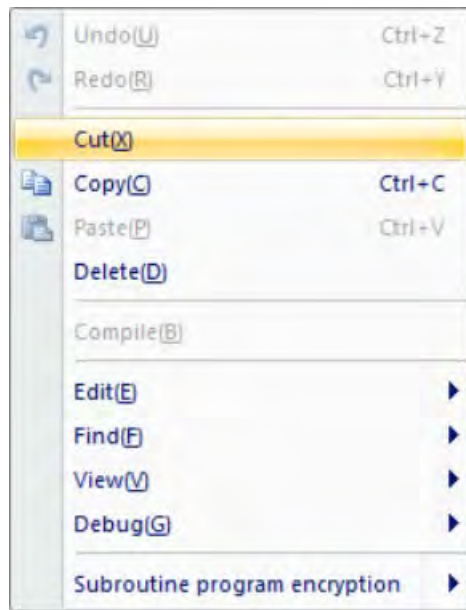 Undo(U) Ctrl+Z
Redo(R) Ctrl+Y
Cut(X)
Copy(C) Ctrl+C
Paste(P) Ctrl+V
Delete(D)
Compile(B)
Edit(E)
Find(F)
View(V)
Debug(G)
Subroutine program encryption